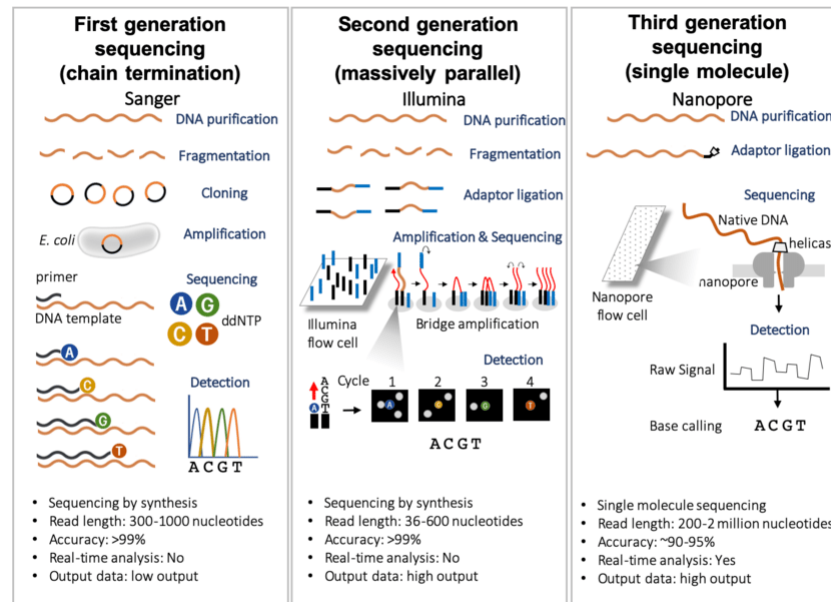 First generation
sequencing
(chain termination)
Sanger
DNA purification
Fragmentation
Cloning
E. coli
Amplification
primer
Sequencing
A G
DNA template
C T
ddNTP
A
C
G
T
Detection
A C G T
• Sequencing by synthesis
• Read length: 300-1000 nucleotides
• Accuracy: >99%
• Real-time analysis: No
• Output data: low output
Second generation
sequencing
(massively parallel)
Illumina
DNA purification
Fragmentation
Adaptor ligation
Amplification & Sequencing
Illumina
flow cell
Bridge amplification
Detection
Cycle 1 2 3 4
A
C
G
A T
A C G T
A C G T
• Sequencing by synthesis
• Read length: 36-600 nucleotides
• Accuracy: >99%
• Real-time analysis: No
• Output data: high output
Third generation
sequencing
(single molecule)
Nanopore
DNA purification
Adaptor ligation
Sequencing
Native DNA
helicas
nanopore
Nanopore
flow cell
Detection
Raw Signal
Base calling
A C G T
• Single molecule sequencing
• Read length: 200-2 million nucleotides
• Accuracy: ~90-95%
• Real-time analysis: Yes
• Output data: high output